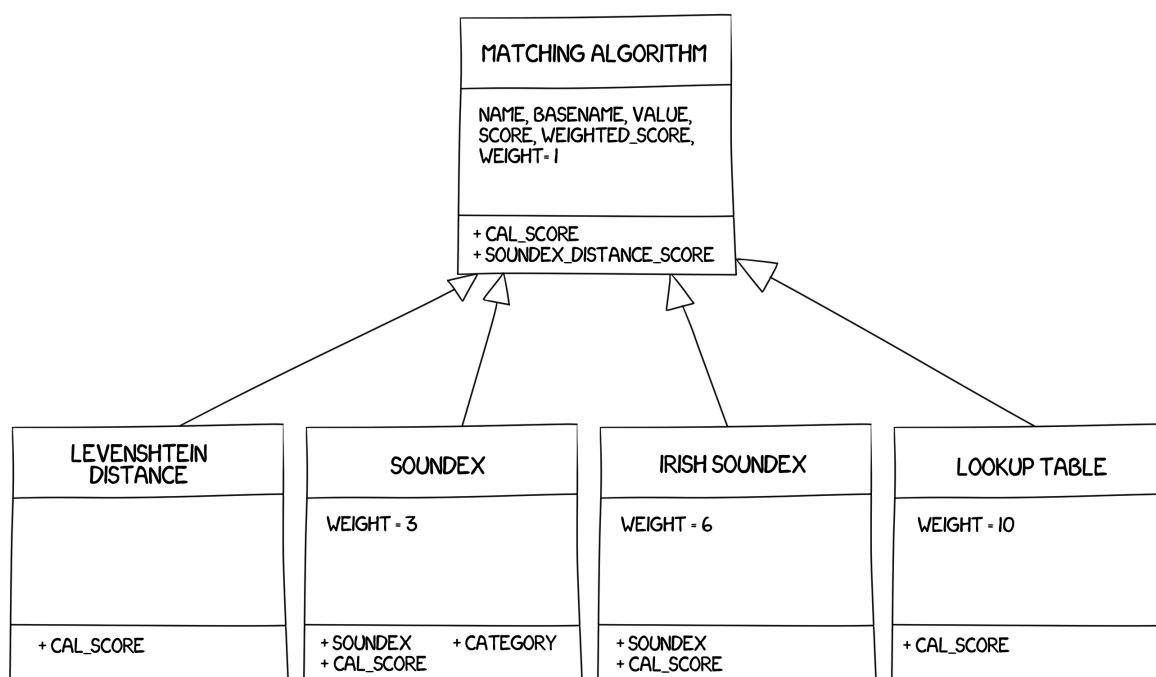 MATCHING ALGORITHM
NAME, BASENAME, VALUE,
SCORE, WEIGHTED_SCORE,
WEIGHT= 1
+ CAL_SCORE
+ SOUNDEX_DISTANCE_SCORE
LEVENSHTEIN
DISTANCE
+ CAL_SCORE
SOUNDEX
WEIGHT = 3
+ SOUNDEX + CATEGORY
+ CAL_SCORE
IRISH SOUNDEX
WEIGHT = 6
+ SOUNDEX
+ CAL_SCORE
LOOKUP TABLE
WEIGHT = 10
+ CAL_SCORE